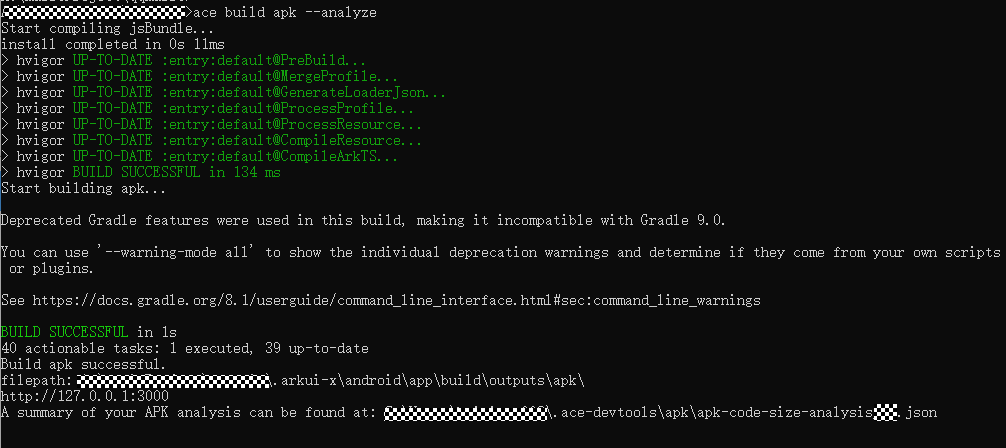 >ace build apk --analyze
Start compiling jsBundle...
install completed in 0s 11ms
> hvigor UP-TO-DATE :entry:default@PreBuild...
> hvigor UP-TO-DATE :entry:default@MergeProfile...
> hvigor UP-TO-DATE :entry:default@GenerateLoaderJson...
> hvigor UP-TO-DATE :entry:default@ProcessProfile...
> hvigor UP-TO-DATE :entry:default@ProcessResource...
> hvigor UP-TO-DATE :entry:default@CompileResource...
> hvigor UP-TO-DATE :entry:default@CompileArkTS...
> hvigor BUILD SUCCESSFUL in 134 ms
Start building apk...
Deprecated Gradle features were used in this build, making it incompatible with Gradle 9.0.
You can use '--warning-mode all' to show the individual deprecation warnings and determine if they come from your own scripts
or plugins.
See https://docs.gradle.org/8.1/userguide/command_line_interface.html#sec:command_line_warnings
BUILD SUCCESSFUL in 1s
40 actionable tasks: 1 executed, 39 up-to-date
Build apk successful.
filepath: \.arkui-x\android\app\build\outputs\apk\
http://127.0.0.1:3000
A summary of your APK analysis can be found at: \.ace-devtools\apk\apk-code-size-analysis .json